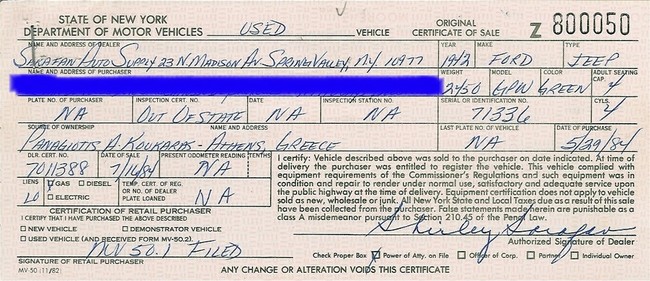 STATE OF NEW YORK
DEPARTMENT OF MOTOR VEHICLES USED VEHICLE
ORIGINAL
CERTIFICATE OF SALE Z 800050
NAME AND ADDRESS OF DEALER YEAR MAKE TYPE
SARAFAN AUTO SUPPLY 23 N MADISON AV SPRING VALLEY, NY 10977 1942 FORD JEEP
NAME AND ADDRESS OF PURCHASER WEIGHT MODEL COLOR ADULT SEATING CAP.
2450 GPW GREEN 4
PLATE NO. OF PURCHASER INSPECTION CERT. N. DATE OF INSPECTION INSPECTION STATION NO. SERIAL OR IDENTIFICATION NO. CYLS.
NA OUT OF STATE NA NA 71336 4
SOURCE OF OWNERSHIP LAST PLATE NO. OF VEHICLE DATE OF PURCHASE
PANAGIOTIS A. KOUKARAS - ATHENS, GREECE NA 5/29/84
DLR. CERT. NO. DATE OF SALE PRESENT ODOMETER READING TENTHS
7011388 7/16/84 NA
LIENS GAS DIESEL TEMP. CERT. OF REG. OR NO. OF DEALER PLATE LOANED
ELECTRIC NA
I certify: Vehicle described above was sold to the purchaser on date indicated. At time of
delivery the purchaser was entitled to register the vehicle. This vehicle complied with
equipment requirements of the Commissioner's Regulations and such equipment was in
condition and repair to render under normal use, satisfactory and adequate service upon
the public highway at the time of delivery. Equipment certification does not apply to vehicle
sold as new, wholesale or junk. All New York State and Local Taxes due as a result of this sale
have been collected from the purchaser. False statements made herein are punishable as
a class A misdemeanor pursuant to Section 210.45 of the Penal Law.
CERTIFICATION OF RETAIL PURCHASER
I CERTIFY THAT I HAVE PURCHASED THE ABOVE DESCRIBED
NEW VEHICLE DEMONSTRATOR VEHICLE
USED VEHICLE (AND RECEIVED FORM MV-50.2).
MV 50.1 FILED
SIGNATURE OF RETAIL PURCHASER
Shirley Sarafan
Authorized Signature of Dealer
Check Proper Box Power of Atty. on File Officer of Corp. Partner Individual Owner
MV 50 (11/82) ANY CHANGE OR ALTERATION VOIDS THIS CERTIFICATE